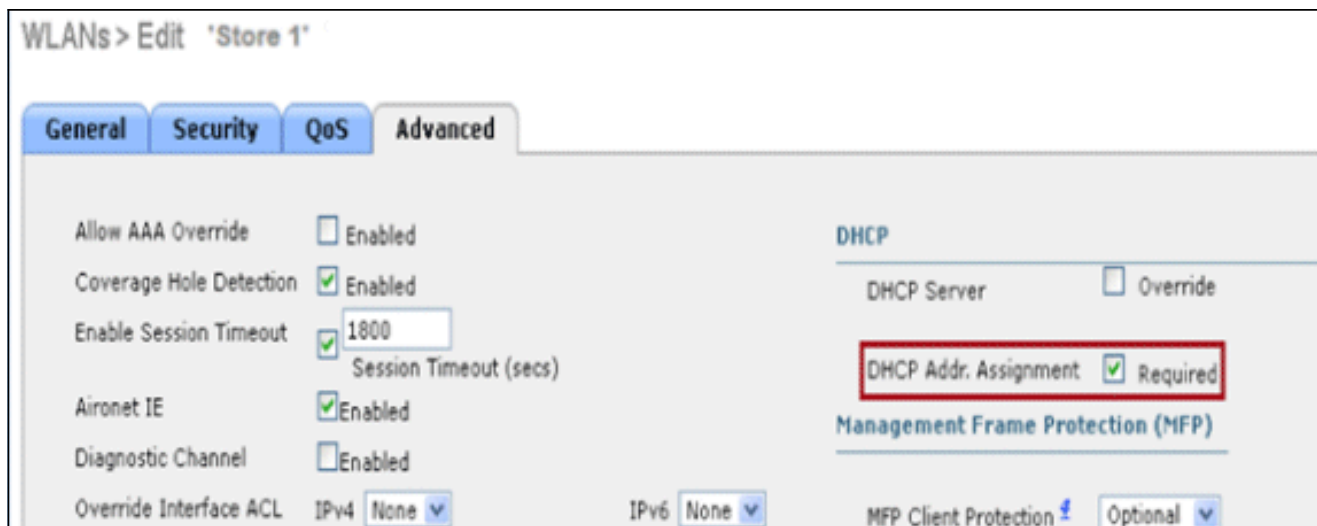 WLANs > Edit 'Store 1'
General Security QoS Advanced
Allow AAA Override Enabled
Coverage Hole Detection Enabled
Enable Session Timeout 1800
Session Timeout (secs)
Aironet IE Enabled
Diagnostic Channel Enabled
Override Interface ACL IPv4 None IPv6 None
DHCP
DHCP Server Override
DHCP Addr. Assignment Required
Management Frame Protection (MFP)
MFP Client Protection 4 Optional